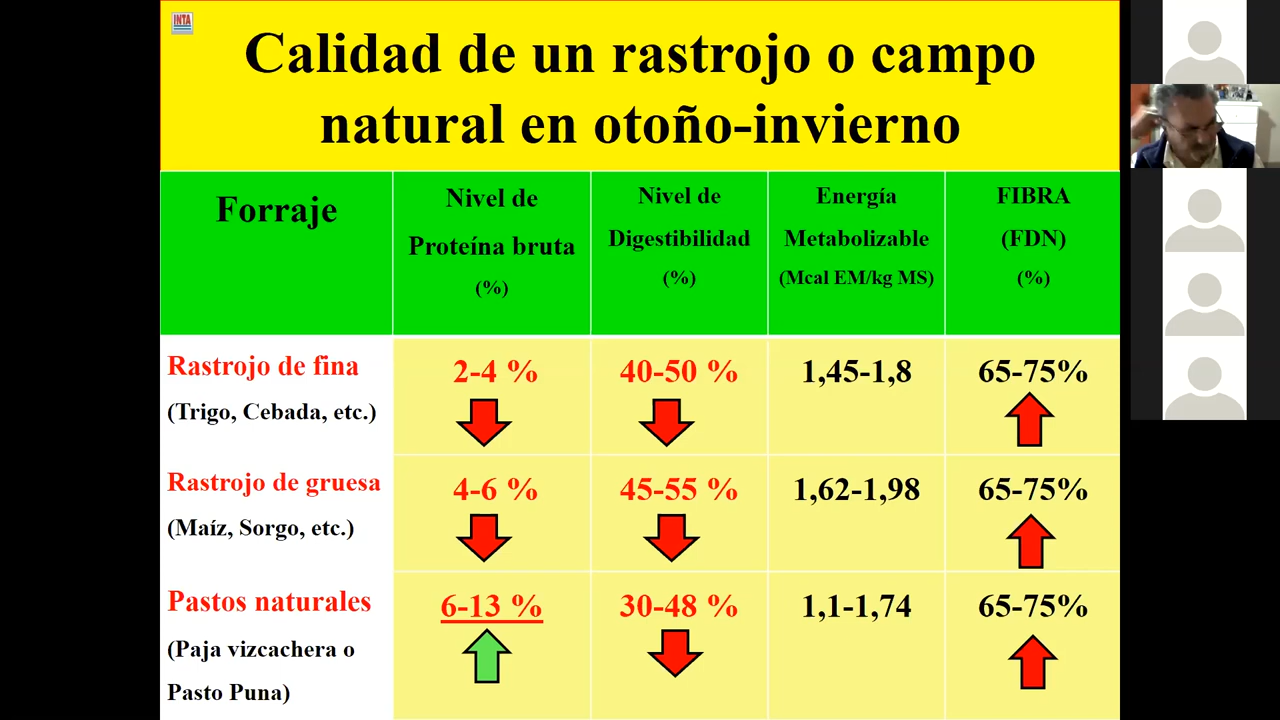 INTA
Calidad de un rastrojo o campo
natural en otoño-invierno
Forraje
Nivel de
Proteína bruta
(%)
Nivel de
Digestibilidad
(%)
Energía
Metabolizable
(Mcal EM/kg MS)
FIBRA
(FDN)
(%)
Rastrojo de fina
(Trigo, Cebada, etc.)
2-4 %
40-50 %
1,45-1,8
65-75%
Rastrojo de gruesa
(Maíz, Sorgo, etc.)
4-6 %
45-55 %
1,62-1,98
65-75%
Pastos naturales
(Paja vizcachera o
Pasto Puna)
6-13 %
30-48 %
1,1-1,74
65-75%